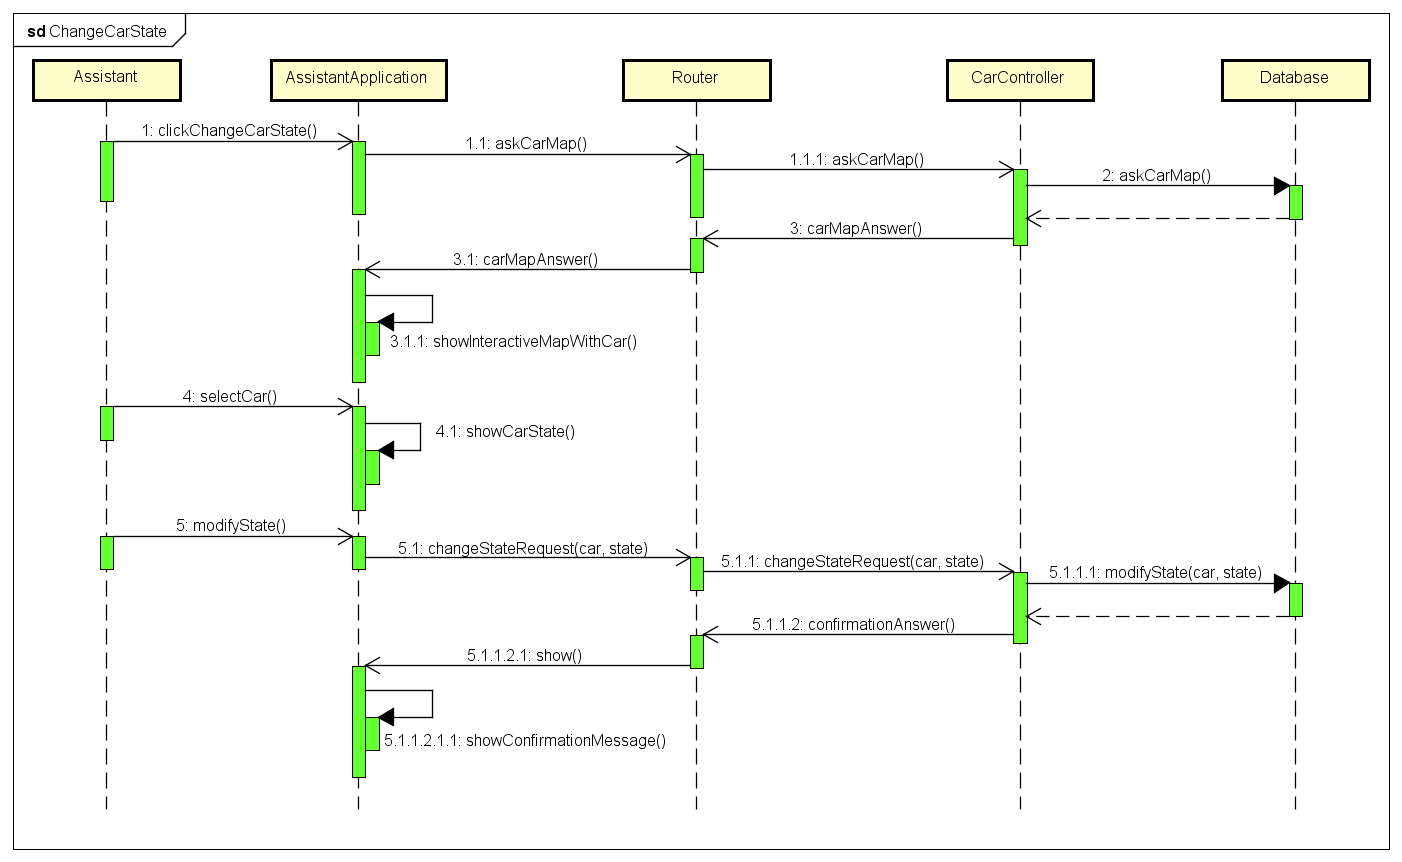 sd ChangeCarState
Assistant
AssistantApplication
Router
CarController
Database
1: clickChangeCarState()
1.1: askCarMap()
1.1.1: askCarMap()
2: askCarMap()
3: carMapAnswer()
3.1: carMapAnswer()
3.1.1: showInteractiveMapWithCar()
4: selectCar()
4.1: showCarState()
5: modifyState()
5.1: changeStateRequest(car, state)
5.1.1: changeStateRequest(car, state)
5.1.1.1: modifyState(car, state)
5.1.1.2: confirmationAnswer()
5.1.1.2.1: show()
5.1.1.2.1.1: showConfirmationMessage()